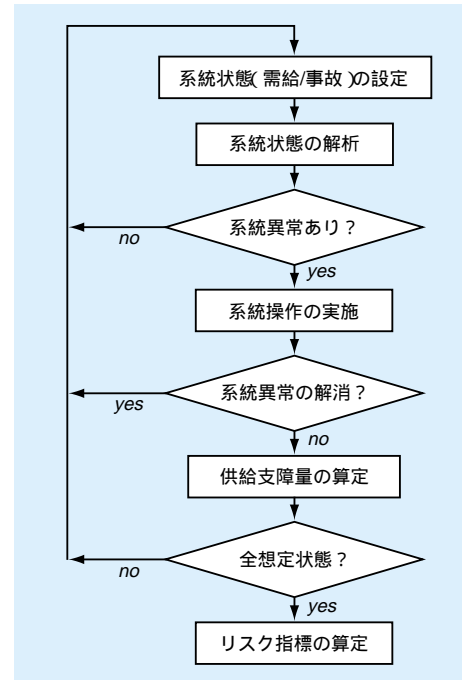 系統状態(需給/事故)の設定
系統状態の解析
系統異常あり？
no
yes
系統操作の実施
系統異常の解消？
yes
no
供給支障量の算定
全想定状態？
no
yes
リスク指標の算定